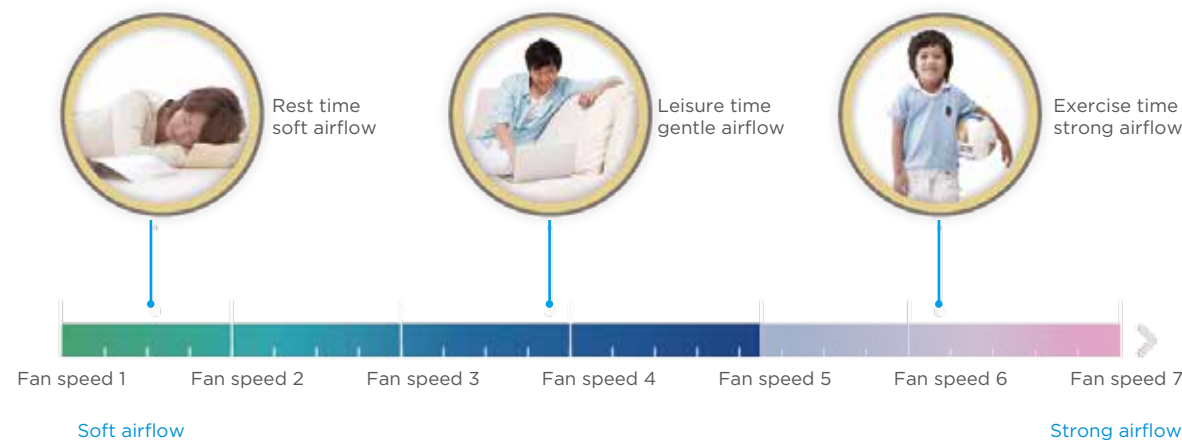 Rest time
soft airflow
Leisure time
gentle airflow
Exercise time
strong airflow
Fan speed 1
Fan speed 2
Fan speed 3
Fan speed 4
Fan speed 5
Fan speed 6
Fan speed 7
Soft airflow
Strong airflow